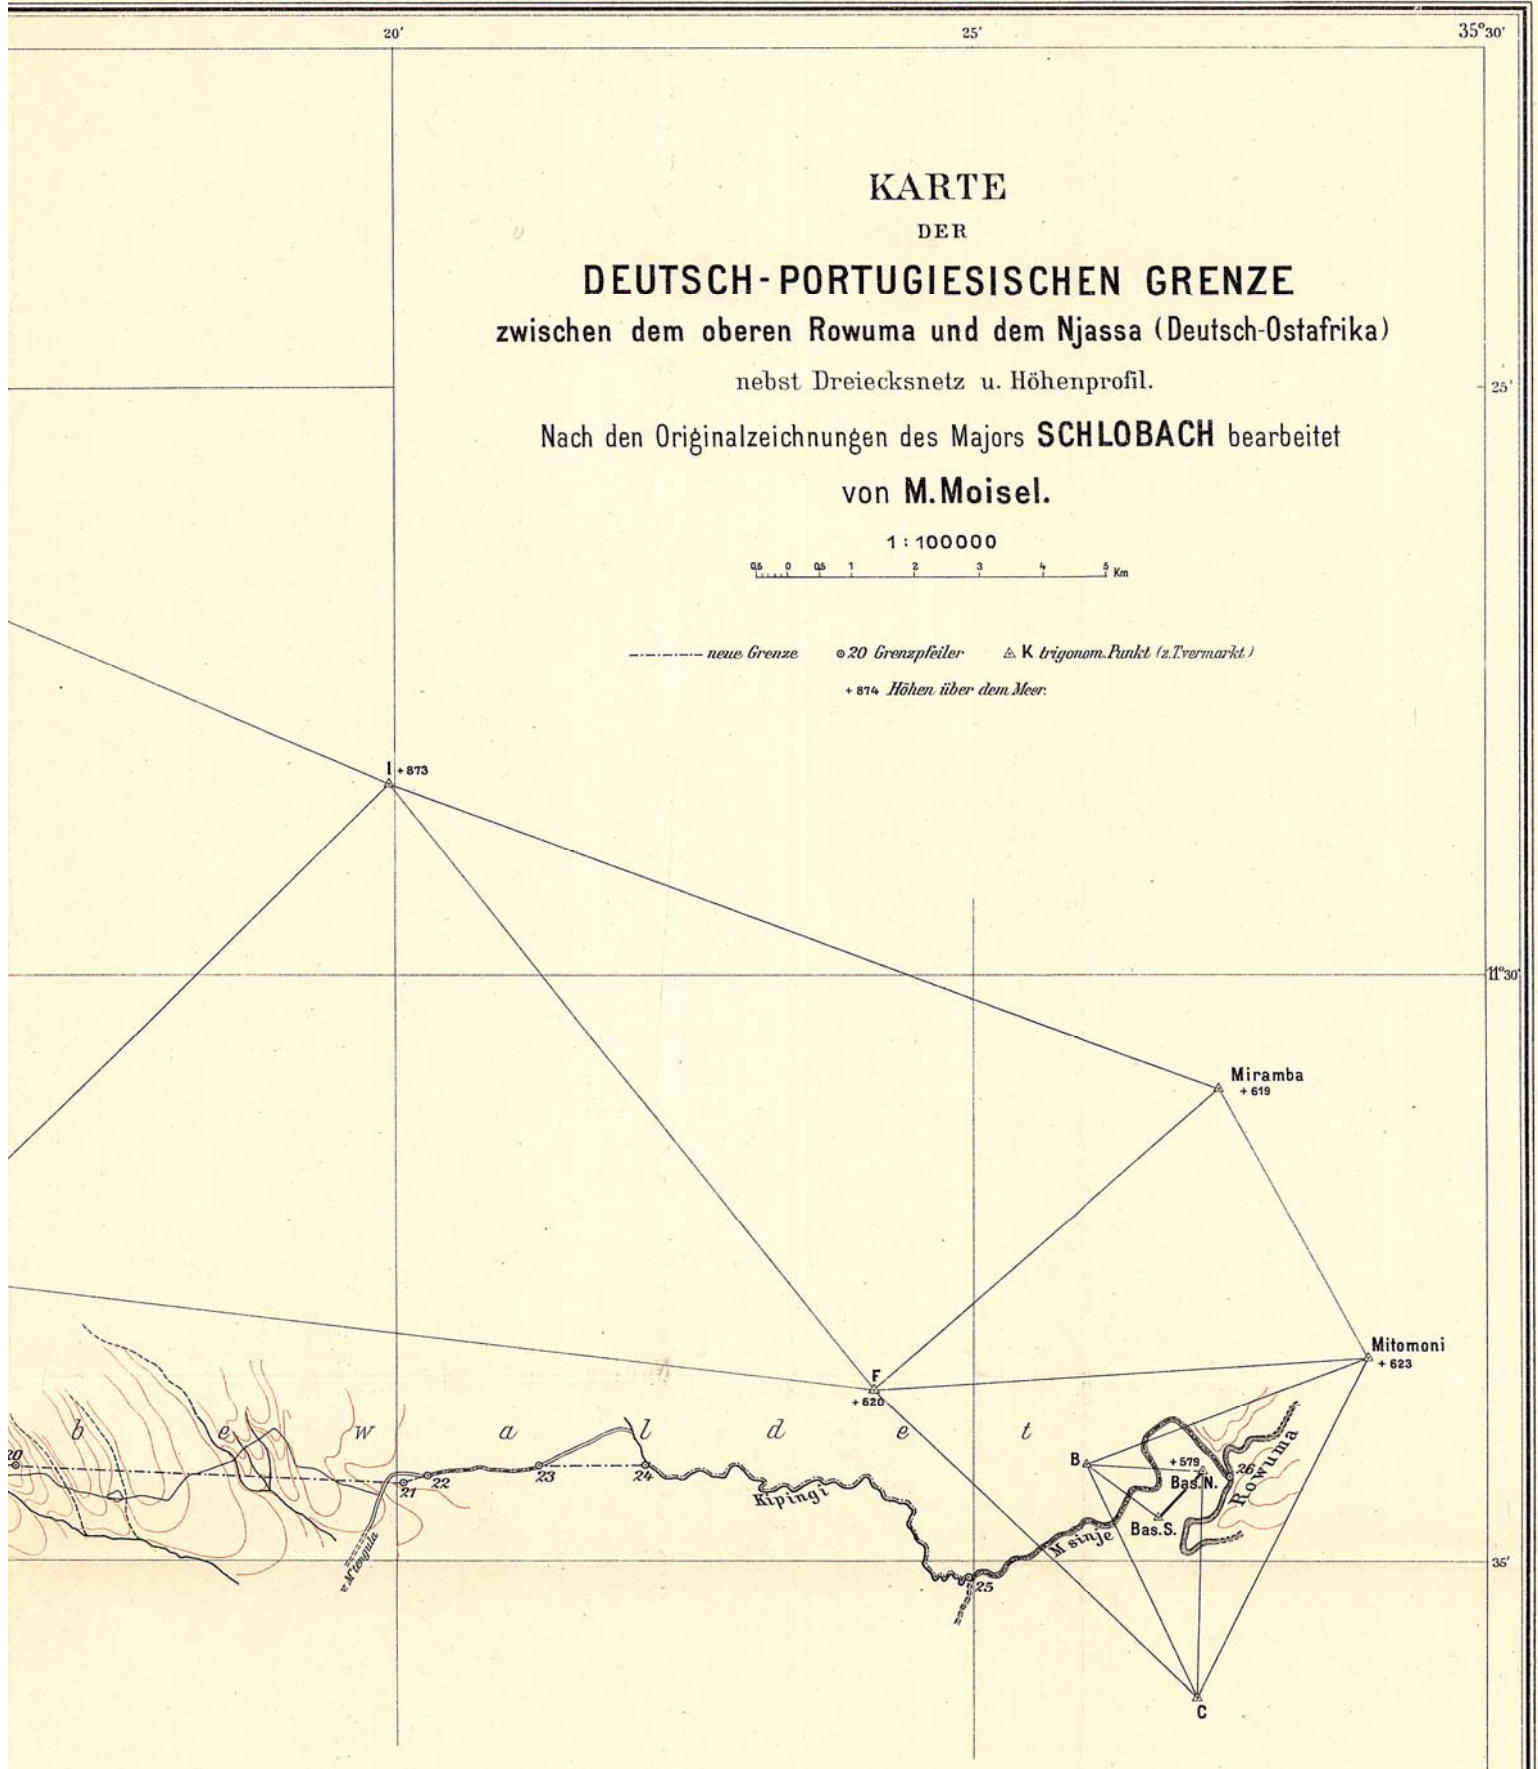 20′ 25′ 35°30′
KARTE
DER
DEUTSCH-PORTUGIESISCHEN GRENZE
zwischen dem oberen Rowuma und dem Njassa (Deutsch-Ostafrika)
nebst Dreiecksnetz u. Höhenprofil.
25′
Nach den Originalzeichnungen des Majors SCHLOBACH bearbeitet
von M. Moisel.
1 : 100000
0,5 0 0,5 1 2 3 4 5 Km
neue Grenze 20 Grenzpfeiler K trigonom. Punkt (z.T. vermarkt)
+ 874 Höhen über dem Meer.
I + 873
11°30′
Miramba
+ 619
Mitomoni
+ 623
F
+ 620
b e w a l d e t
20 21 22 23 24
Kipingi
B
+ 579
Bas. N.
26
Rowuma
Bas. S.
Msinje
v. M'tengula
25
35′
C